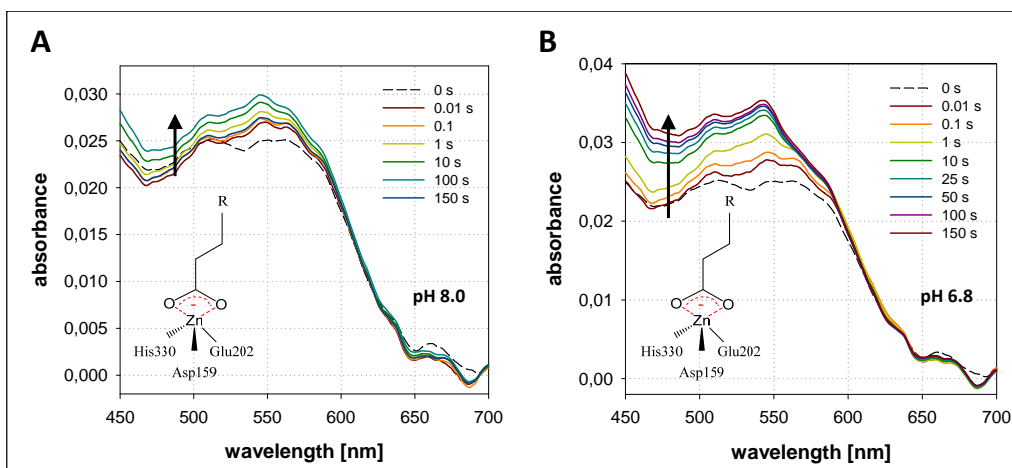 A
0,030
0,025
0,020
0,015
0,010
0,005
0,000
absorbance
450
500
550
600
650
700
wavelength [nm]
0 s
0.01 s
0.1
1 s
10 s
100 s
150 s
R
O
O
-
Zn
His330
Glu202
Asp159
pH 8.0
B
0,04
0,03
0,02
0,01
0,00
absorbance
450
500
550
600
650
700
wavelength [nm]
0 s
0.01 s
0.1 s
1 s
10 s
25 s
50 s
100 s
150 s
R
O
O
-
Zn
His330
Glu202
Asp159
pH 6.8